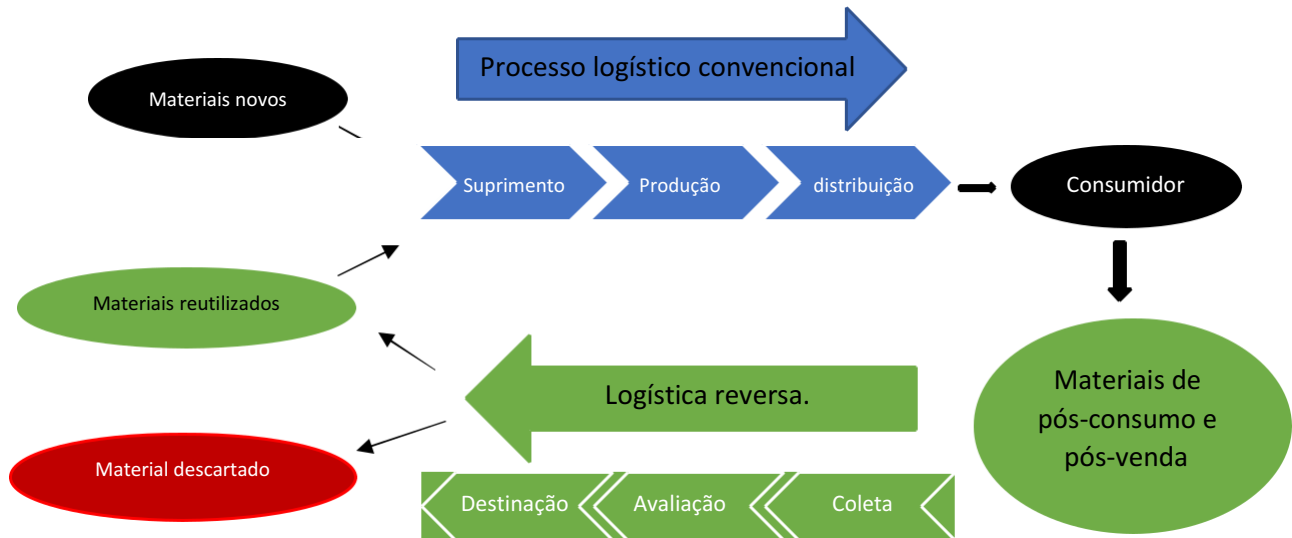 Processo logístico convencional
Materiais novos
Suprimento
Produção
distribuição
Consumidor
Materiais reutilizados
Logística reversa.
Materiais de
pós-consumo e
pós-venda
Material descartado
Destinação
Avaliação
Coleta